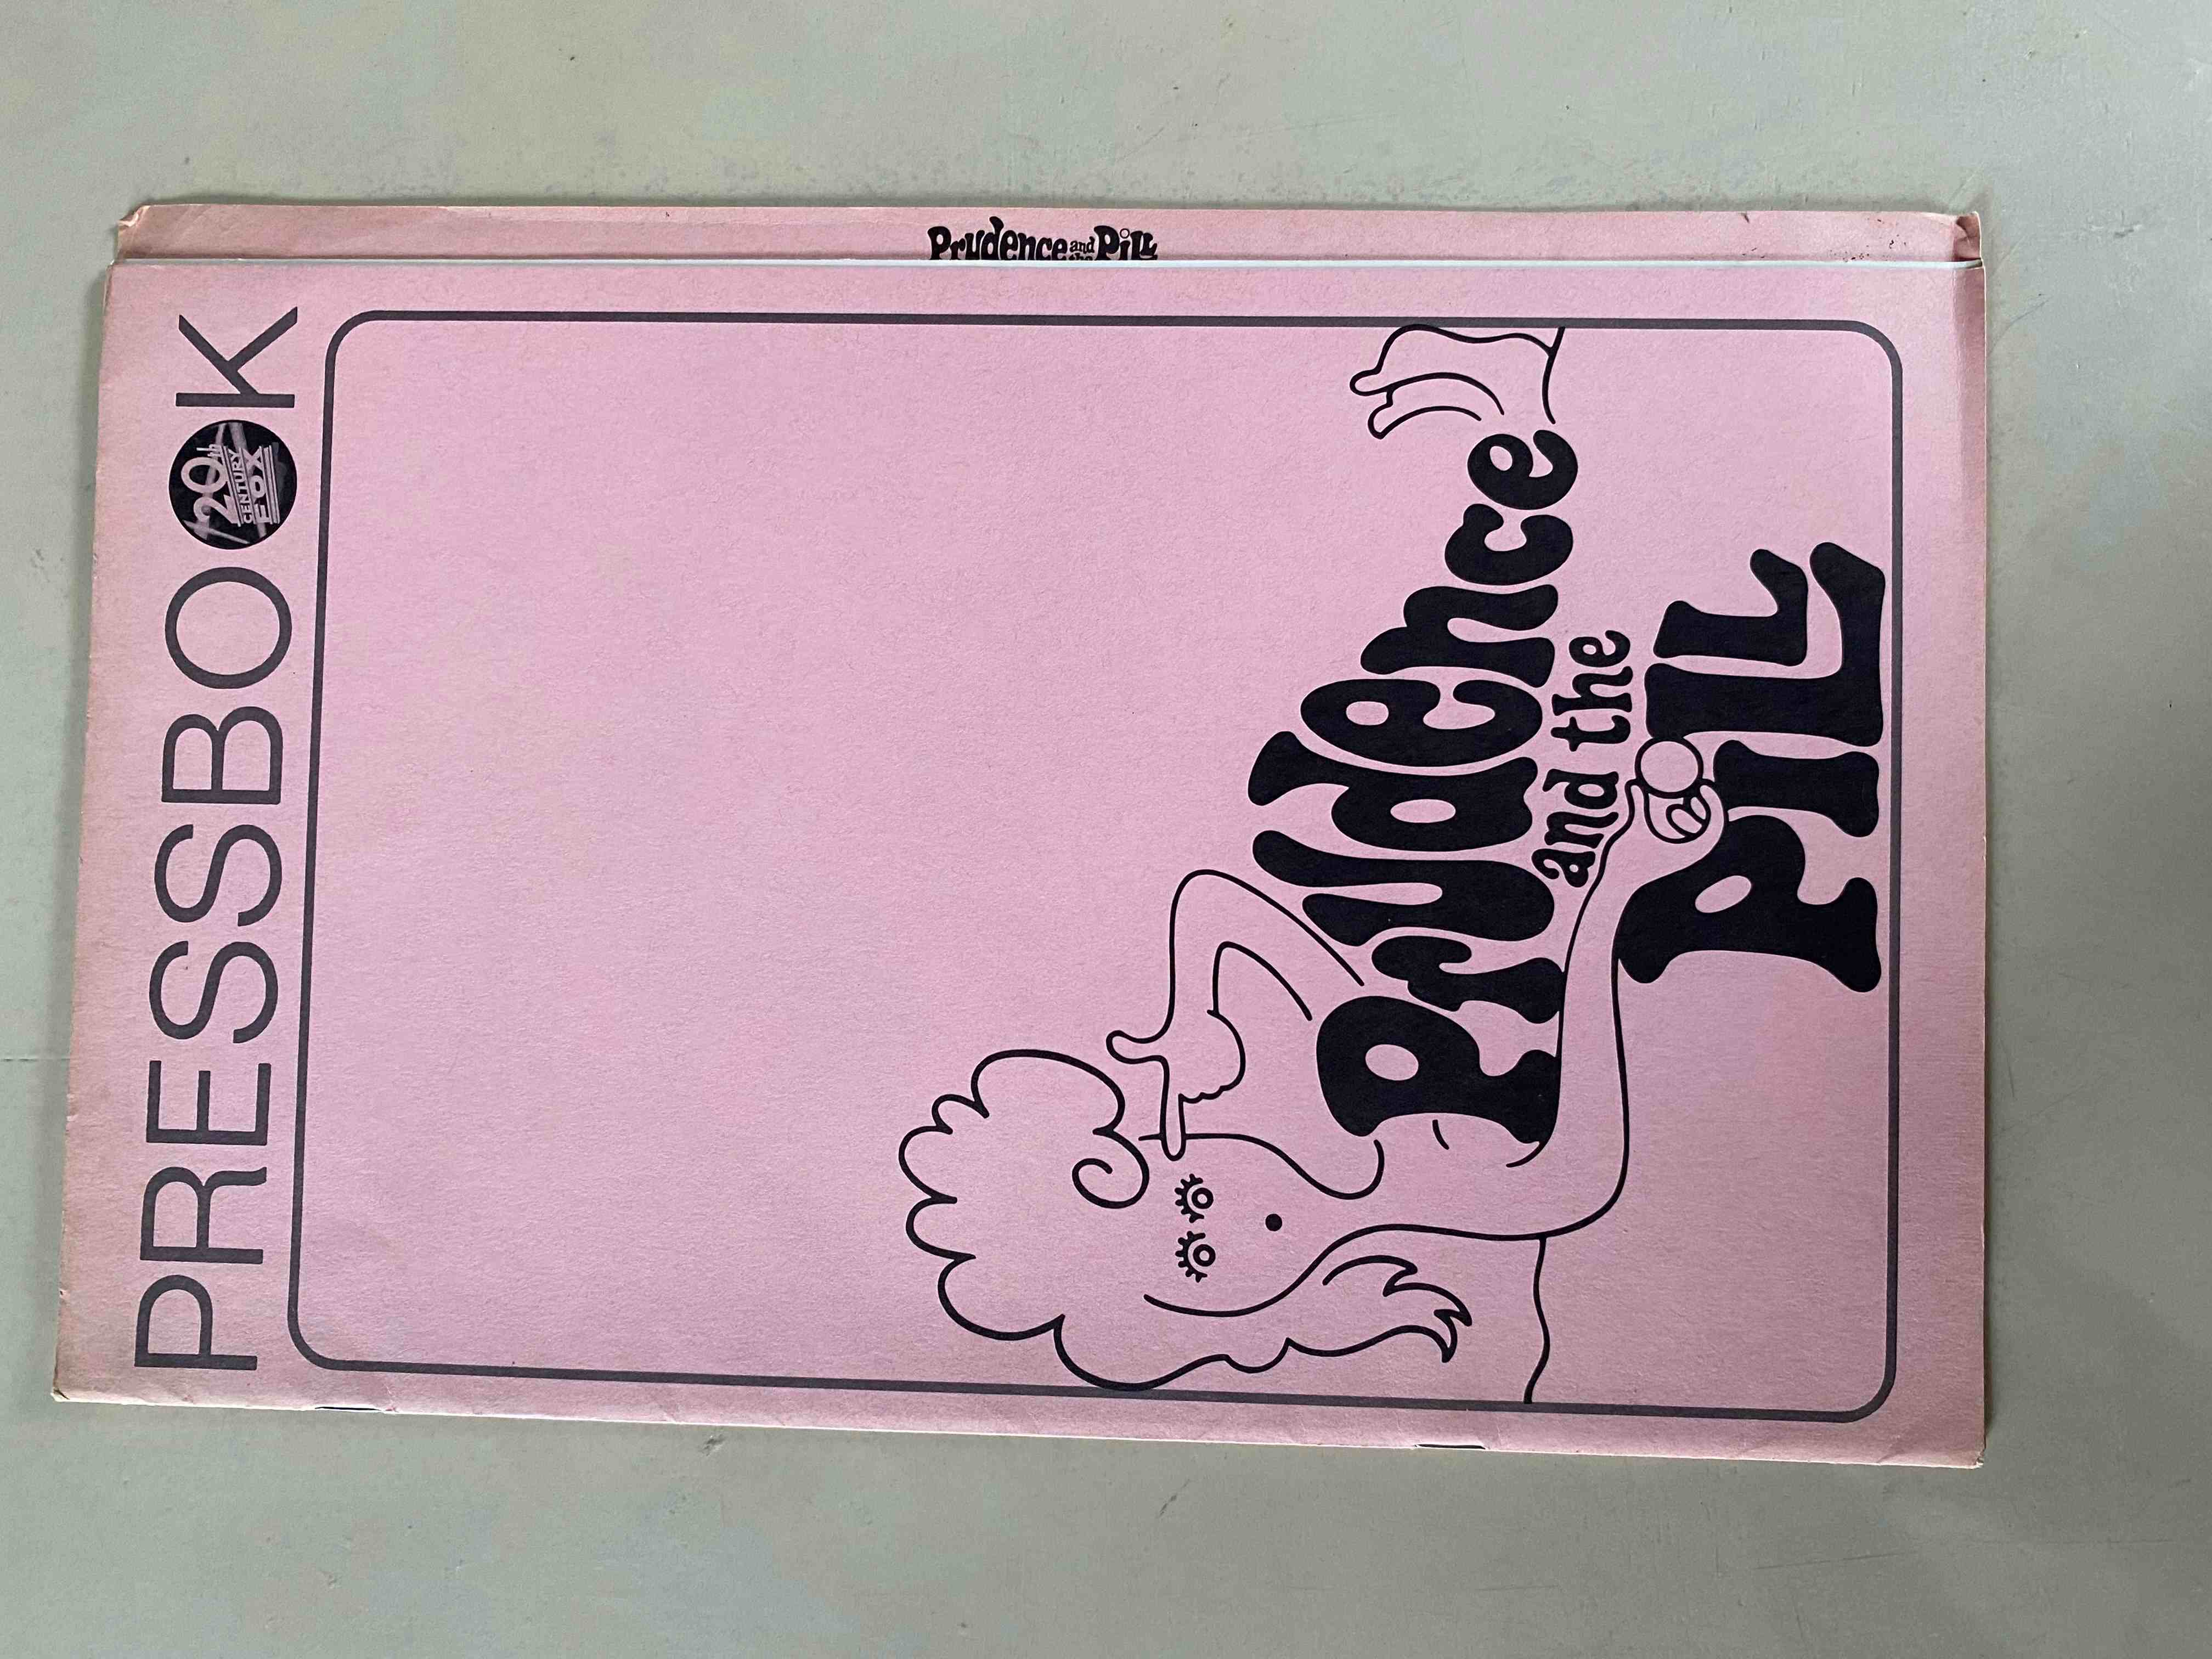 PRESSBOOK
20th
CENTURY
FOX
Prudence
and the
PiLL
Prudence and the PiLL